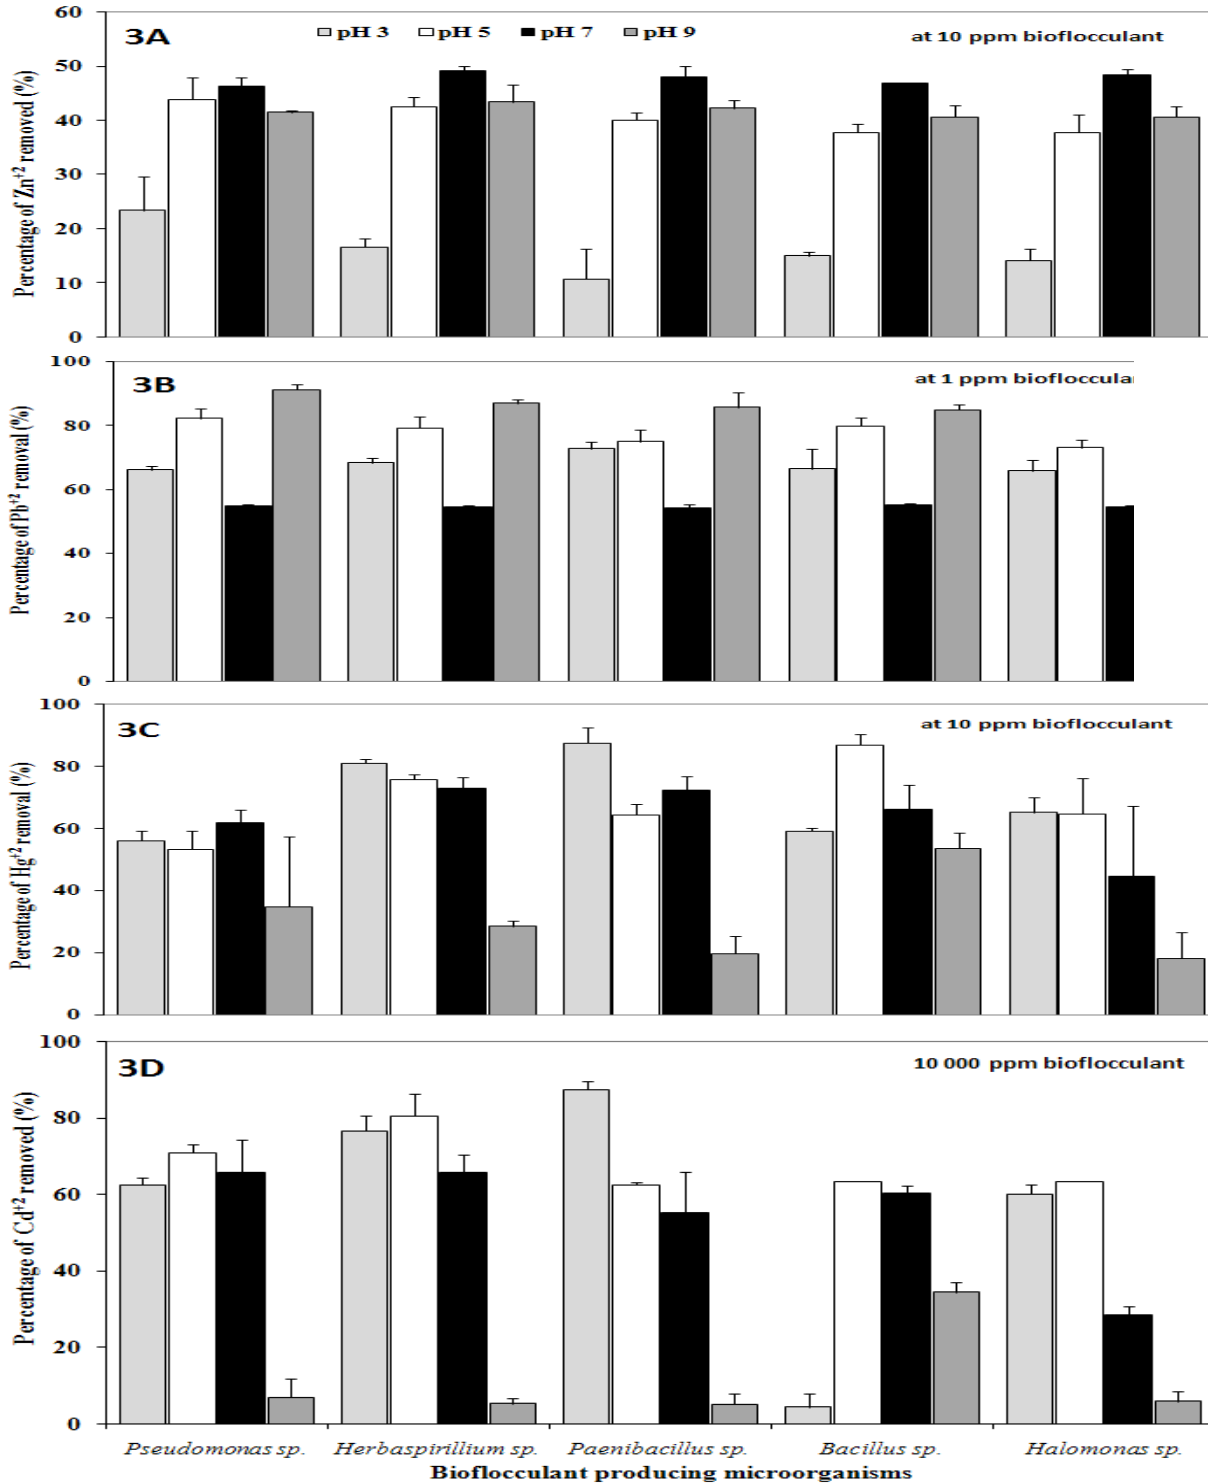 60
3A
pH 3 pH 5 pH 7 pH 9
at 10 ppm bioflocculant
50
40
30
20
10
0
Percentage of Zn+2 removed (%)
100
3B
at 1 ppm biofloccula
80
60
40
20
0
Percentage of Pb+2 removal (%)
100
3C
at 10 ppm bioflocculant
80
60
40
20
0
Percentage of Hg+2 removal (%)
100
3D
10 000 ppm bioflocculant
80
60
40
20
0
Percentage of Cd+2 removed (%)
Pseudomonas sp. Herbaspirillium sp. Paenibacillus sp. Bacillus sp. Halomonas sp.
Bioflocculant producing microorganisms